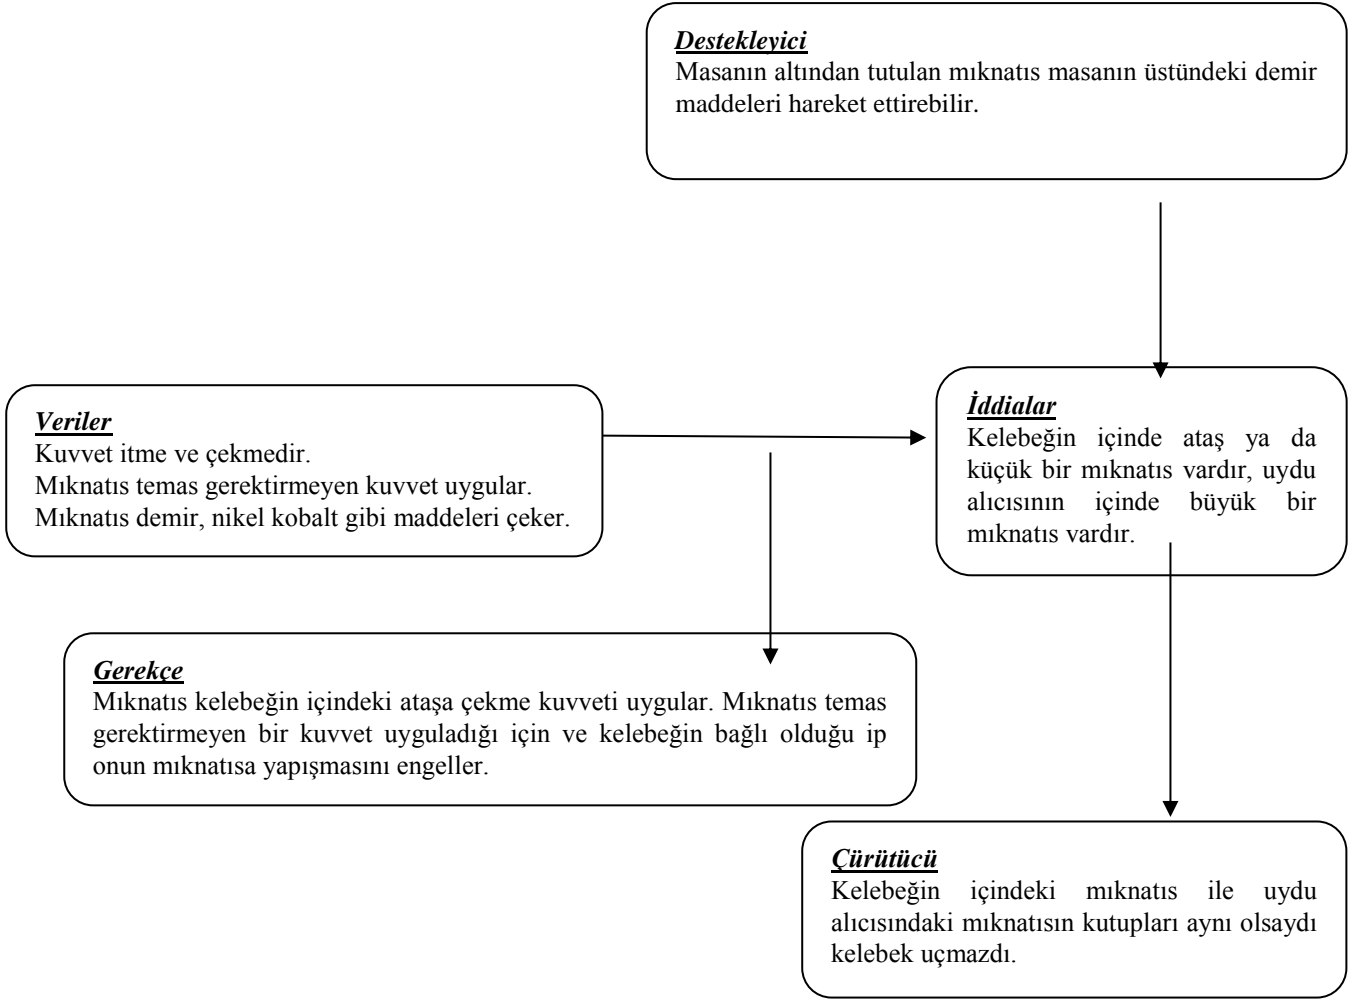 Destekleyici
Masanın altından tutulan mıknatıs masanın üstündeki demir
maddeleri hareket ettirebilir.
Veriler
Kuvvet itme ve çekmedir.
Mıknatıs temas gerektirmeyen kuvvet uygular.
Mıknatıs demir, nikel kobalt gibi maddeleri çeker.
İddialar
Kelebeğin içinde ataş ya da
küçük bir mıknatıs vardır, uydu
alıcısının içinde büyük bir
mıknatıs vardır.
Gerekçe
Mıknatıs kelebeğin içindeki ataşa çekme kuvveti uygular. Mıknatıs temas
gerektirmeyen bir kuvvet uyguladığı için ve kelebeğin bağlı olduğu ip
onun mıknatısa yapışmasını engeller.
Çürütücü
Kelebeğin içindeki mıknatıs ile uydu
alıcısındaki mıknatısın kutupları aynı olsaydı
kelebek uçmazdı.